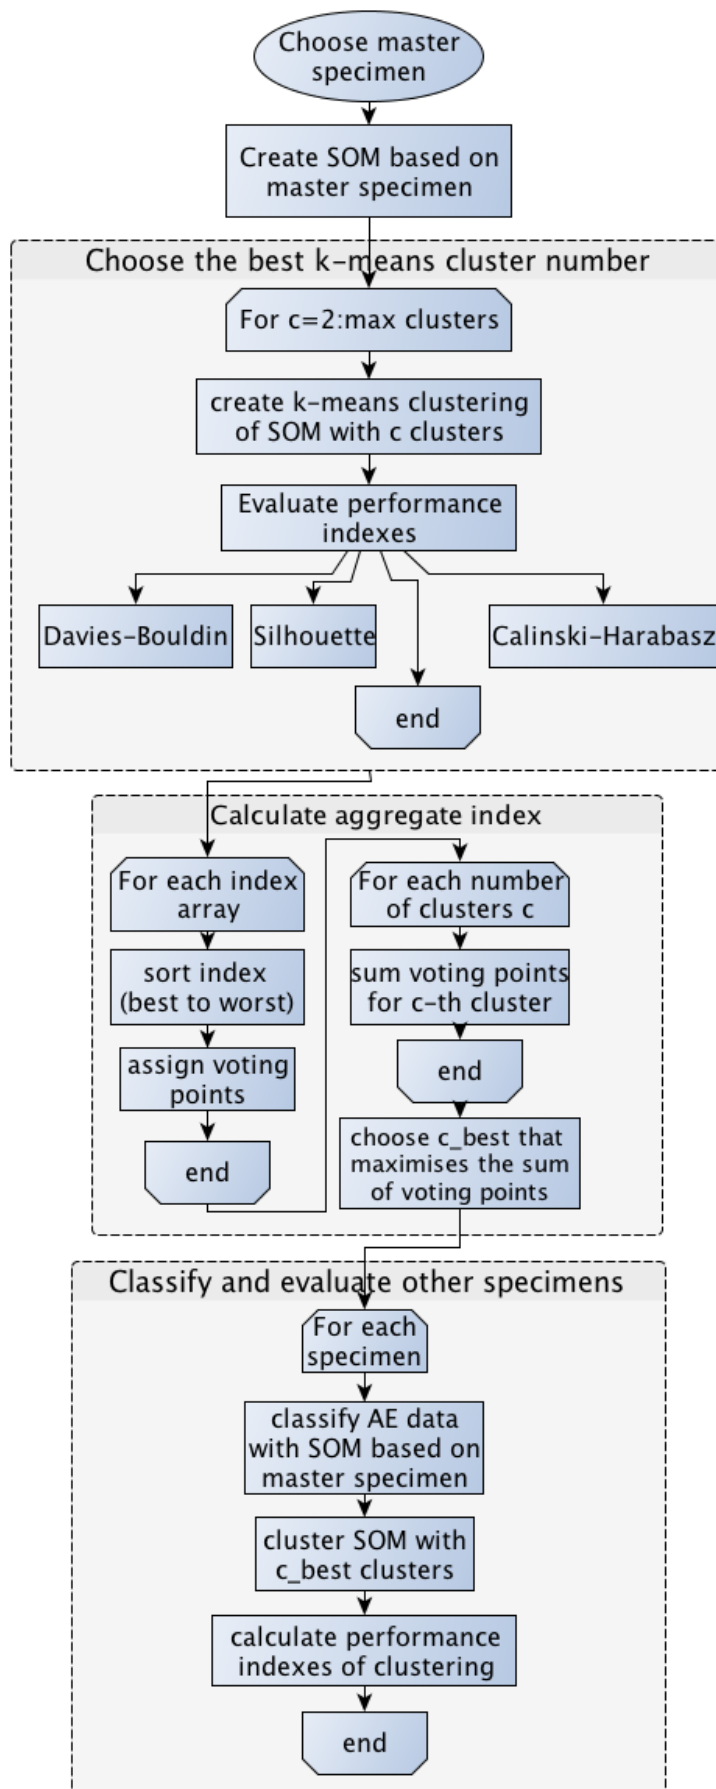 Choose master
specimen
Create SOM based on
master specimen
Choose the best k-means cluster number
For c=2:max clusters
create k-means clustering
of SOM with c clusters
Evaluate performance
indexes
Davies-Bouldin
Silhouette
Calinski-Harabasz
end
Calculate aggregate index
For each index
array
sort index
(best to worst)
assign voting
points
end
For each number
of clusters c
sum voting points
for c-th cluster
end
choose c_best that
maximises the sum
of voting points
Classify and evaluate other specimens
For each
specimen
classify AE data
with SOM based on
master specimen
cluster SOM with
c_best clusters
calculate performance
indexes of clustering
end